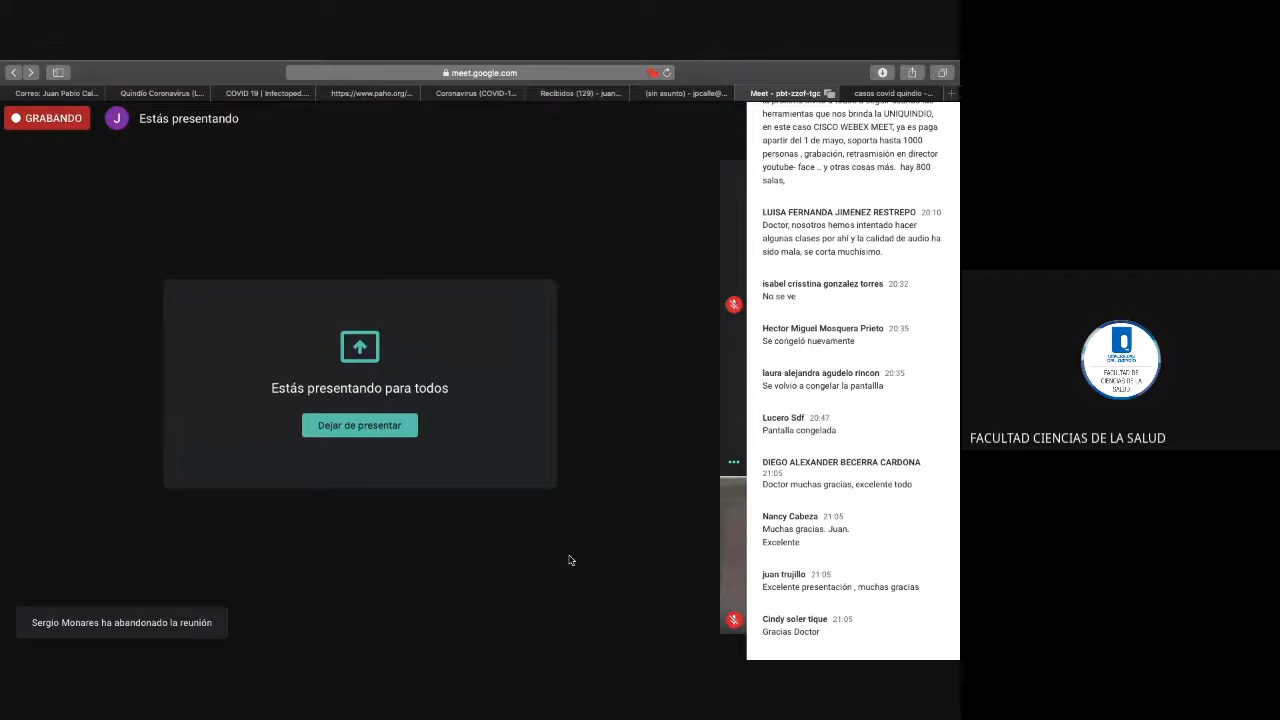 meet.google.com
Correo: Juan Pablo Cal...
Quindío Coronavirus (L...
COVID 19 | Infectoped....
https://www.paho.org/...
Coronavirus (COVID-1...
Recibidos (129) - juan...
(sin asunto) - jpcalle@...
Meet - pbt-zzof-tgc
casos covid quindio -...
GRABANDO
J
Estás presentando
herramientas que nos brinda la UNIQUINDIO,
en este caso CISCO WEBEX MEET, ya es paga
apartir del 1 de mayo, soporta hasta 1000
personas , grabación, retrasmisión en director
youtube- face .. y otras cosas más. hay 800
salas,
LUISA FERNANDA JIMENEZ RESTREPO 20:10
Doctor, nosotros hemos intentado hacer
algunas clases por ahí y la calidad de audio ha
sido mala, se corta muchísimo.
isabel crisstina gonzalez torres 20:32
No se ve
Hector Miguel Mosquera Prieto 20:35
Se congeló nuevamente
laura alejandra agudelo rincon 20:35
Se volvio a congelar la pantallla
Lucero Sdf 20:47
Pantalla congelada
DIEGO ALEXANDER BECERRA CARDONA
21:05
Doctor muchas gracias, excelente todo
Nancy Cabeza 21:05
Muchas gracias. Juan.
Excelente
juan trujillo 21:05
Excelente presentación , muchas gracias
Cindy soler tique 21:05
Gracias Doctor
Estás presentando para todos
Dejar de presentar
Sergio Monares ha abandonado la reunión
UNIVERSIDAD
DEL QUINDÍO
FACULTAD DE
CIENCIAS DE LA
SALUD
FACULTAD CIENCIAS DE LA SALUD